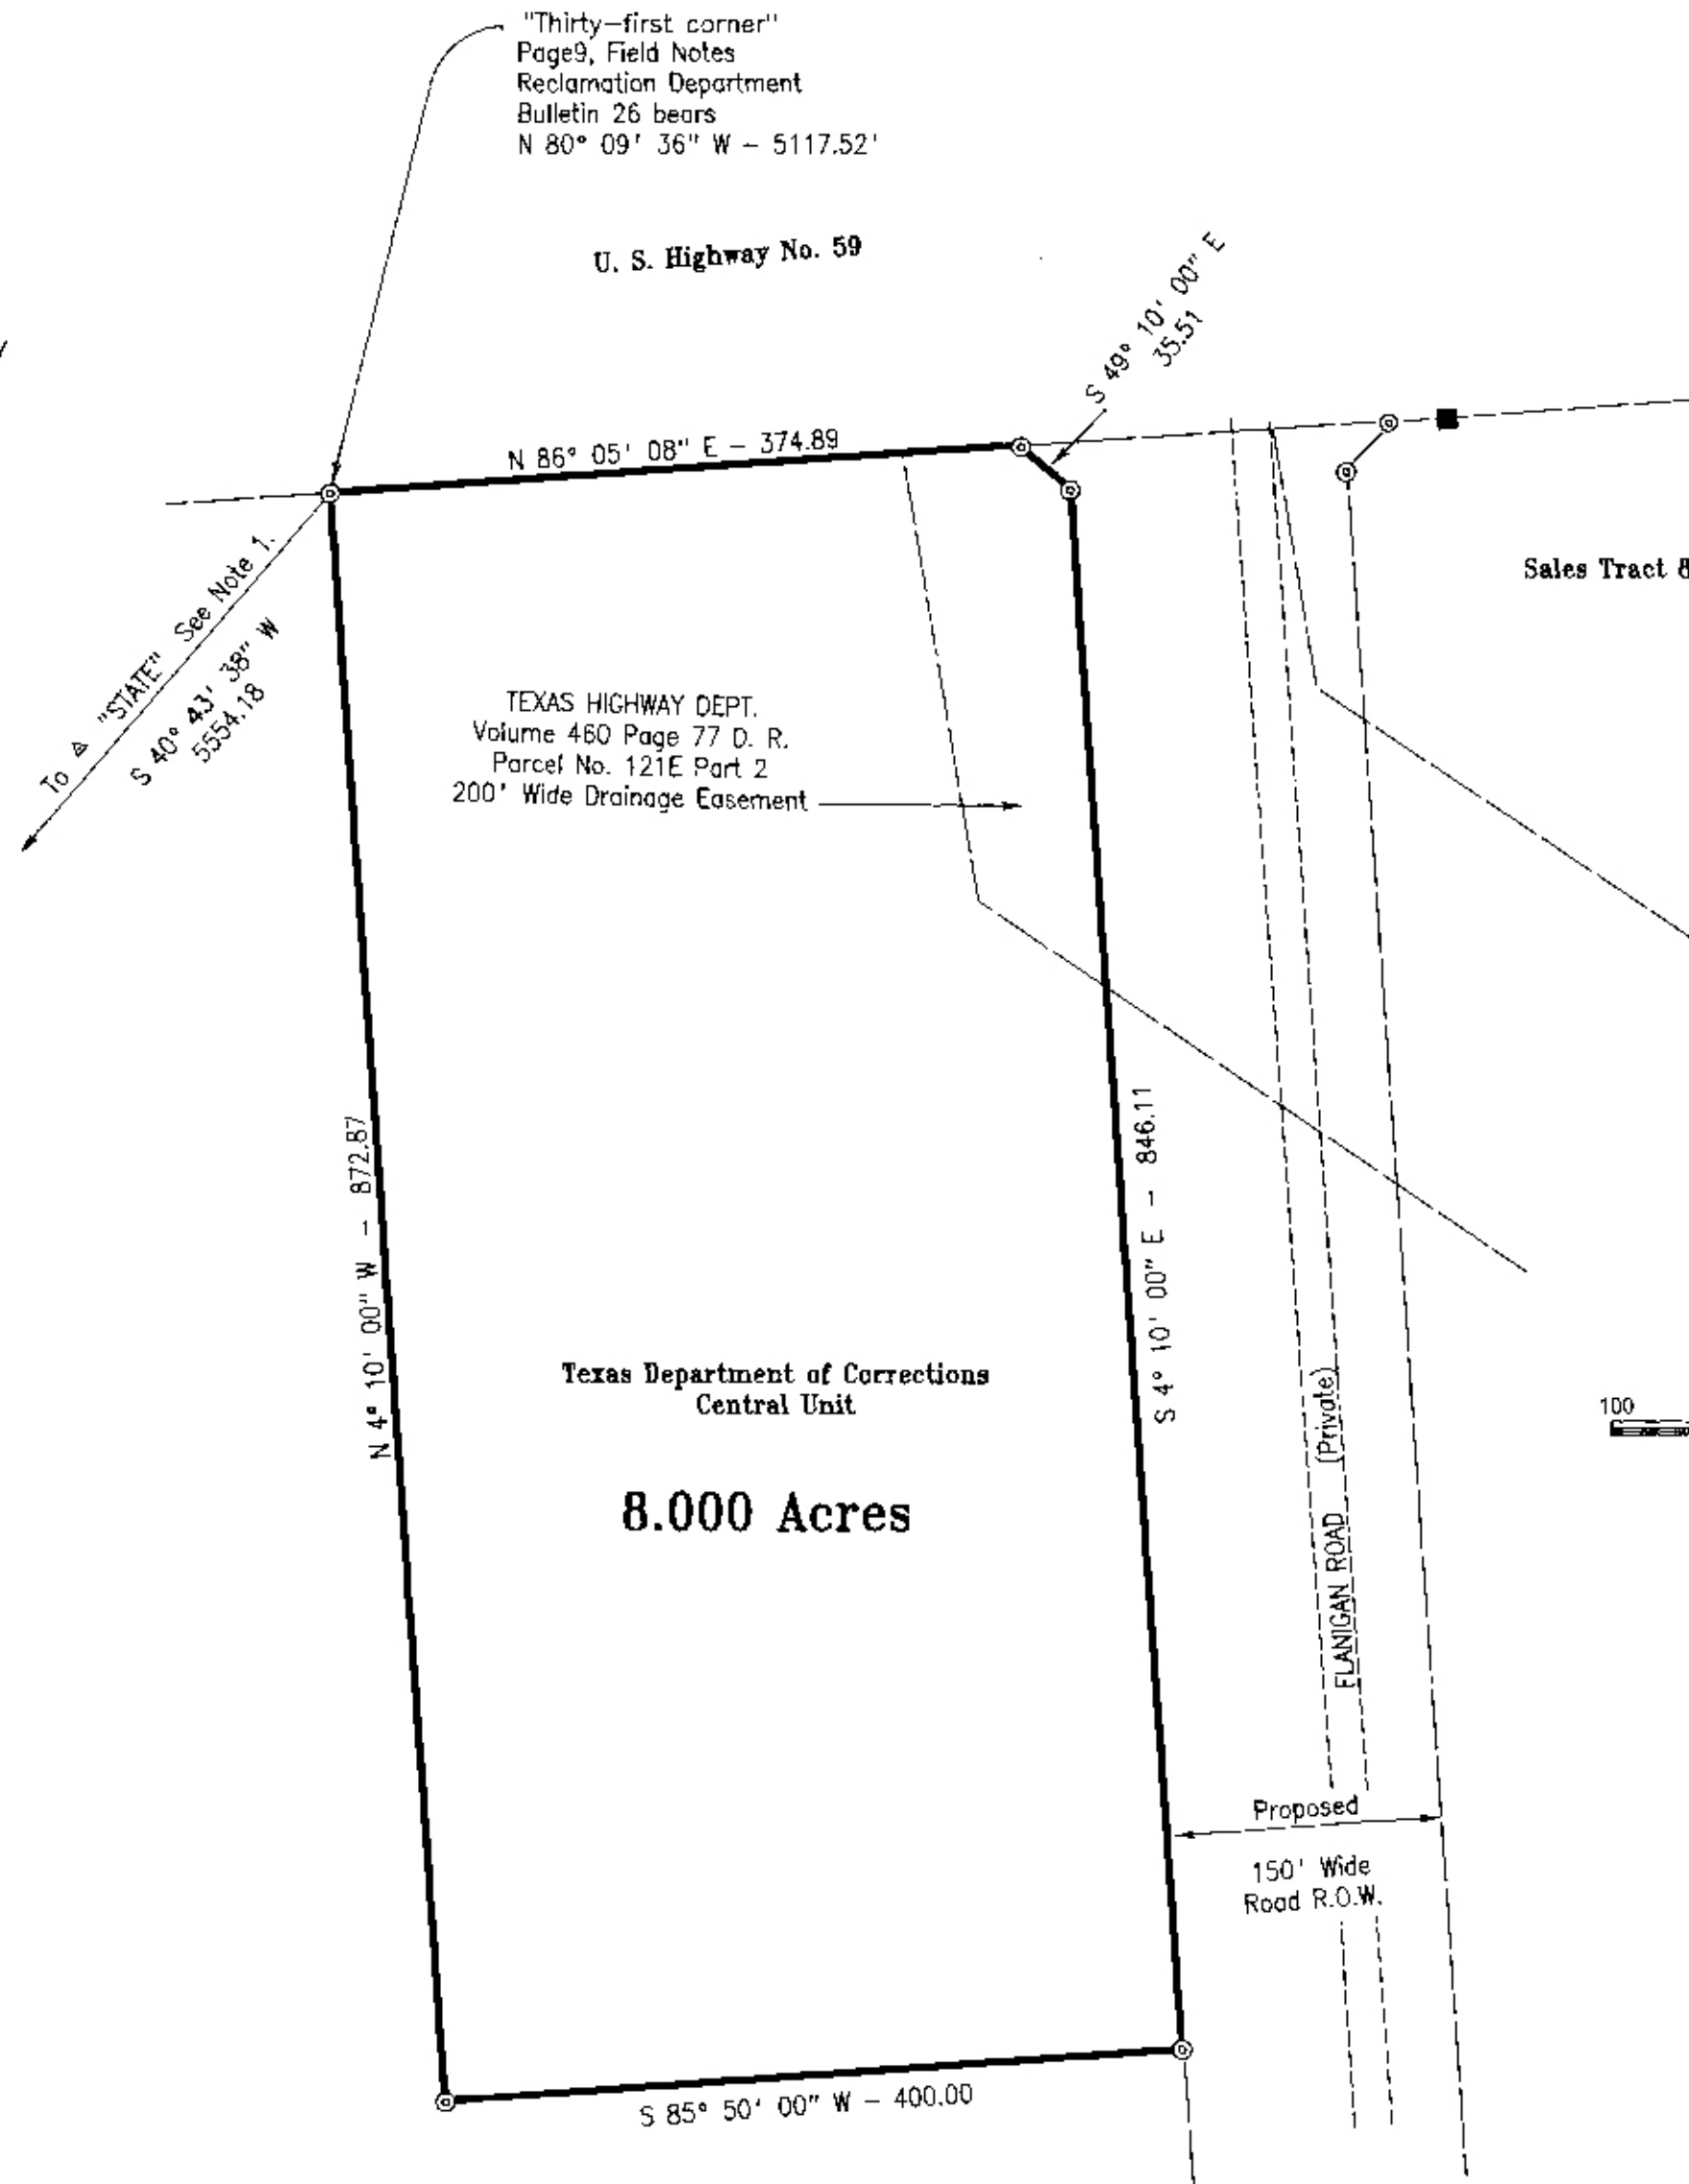 "Thirty-first corner"
Page9, Field Notes
Reclamation Department
Bulletin 26 bears
N 80° 09' 36" W - 5117.52'
U. S. Highway No. 59
S 49° 10' 00" E
35.51
N 86° 05' 08" E - 374.89
To △ "STATE" See Note 1.
S 40° 43' 38" W
5554.18
Sales Tract 8
TEXAS HIGHWAY DEPT.
Volume 460 Page 77 D. R.
Parcel No. 121E Part 2
200' Wide Drainage Easement
N 4° 10' 00" W - 872.87
S 4° 10' 00" E - 846.11
Texas Department of Corrections
Central Unit
8.000 Acres
FLANIGAN ROAD (Private)
100
Proposed
150' Wide
Road R.O.W.
S 85° 50' 00" W - 400.00